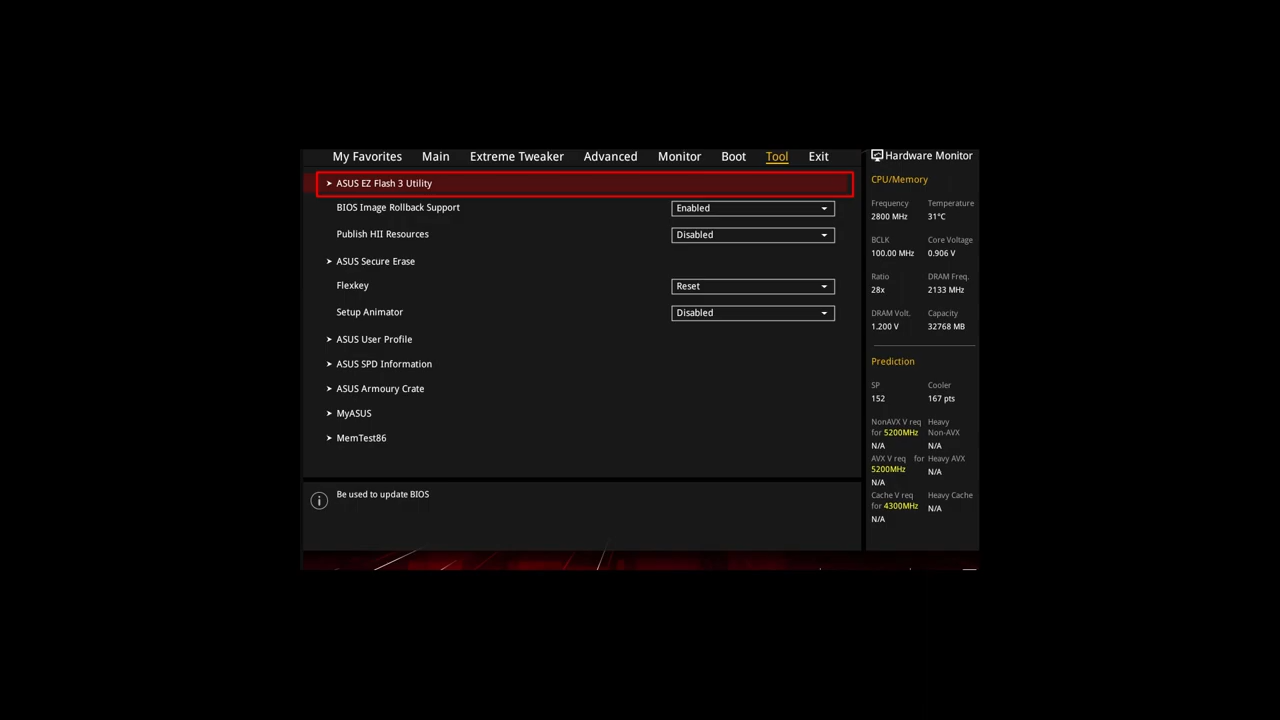 My Favorites Main Extreme Tweaker Advanced Monitor Boot Tool Exit
Hardware Monitor
ASUS EZ Flash 3 Utility
BIOS Image Rollback Support Enabled
Publish HII Resources Disabled
ASUS Secure Erase
Flexkey Reset
Setup Animator Disabled
ASUS User Profile
ASUS SPD Information
ASUS Armoury Crate
MyASUS
MemTest86
Be used to update BIOS
CPU/Memory
Frequency Temperature
2800 MHz 31°C
BCLK Core Voltage
100.00 MHz 0.906 V
Ratio DRAM Freq.
28x 2133 MHz
DRAM Volt. Capacity
1.200 V 32768 MB
Prediction
SP Cooler
152 167 pts
NonAVX V req Heavy
for 5200MHz Non-AVX
N/A N/A
AVX V req for Heavy AVX
5200MHz N/A
N/A
Cache V req Heavy Cache
for 4300MHz N/A
N/A